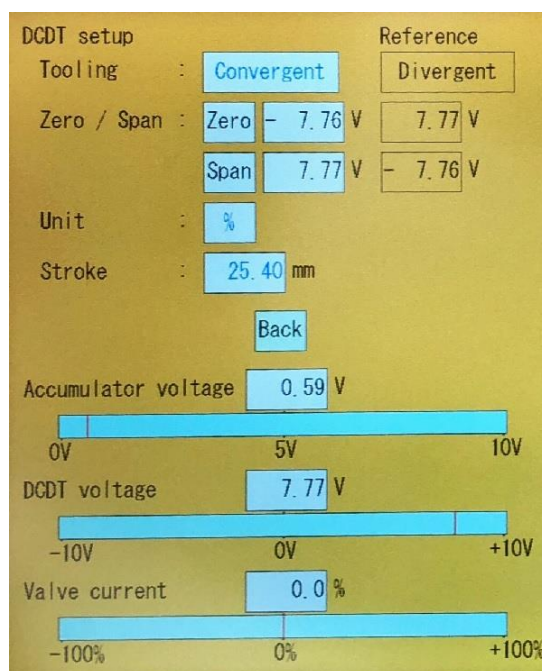 DCDT setup Reference
Tooling : Convergent Divergent
Zero / Span : Zero - 7.76 V 7.77 V
Span 7.77 V - 7.76 V
Unit : %
Stroke : 25.40 mm
Back
Accumulator voltage 0.59 V
0V 5V 10V
DCDT voltage 7.77 V
-10V 0V +10V
Valve current 0.0 %
-100% 0% +100%